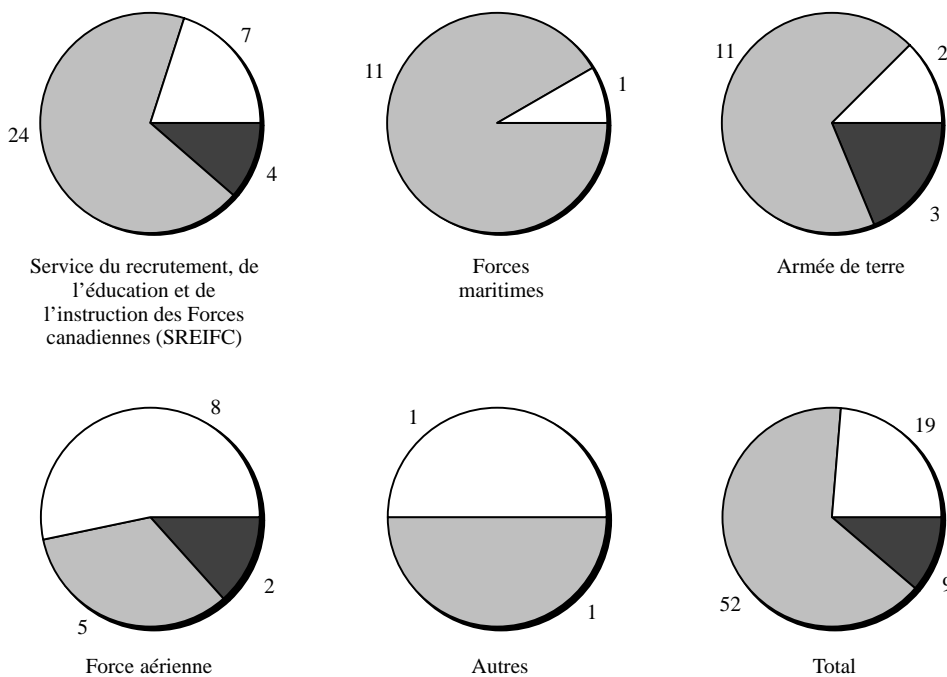 7
24
4
Service du recrutement, de
l’éducation et de
l’instruction des Forces
canadiennes (SREIFC)
11
1
Forces
maritimes
11
2
3
Armée de terre
8
5
2
Force aérienne
1
1
Autres
19
52
9
Total